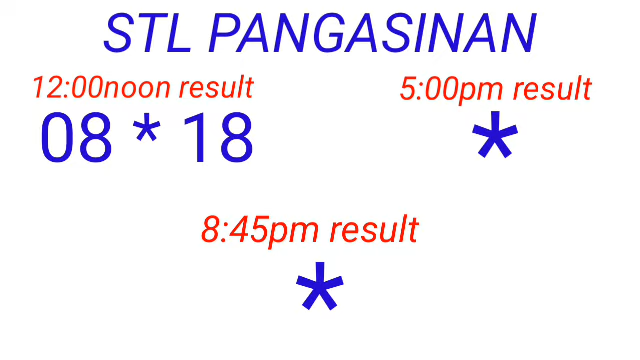 STL PANGASINAN
12:00noon result 5:00pm result
08 * 18 *
8:45pm result
*